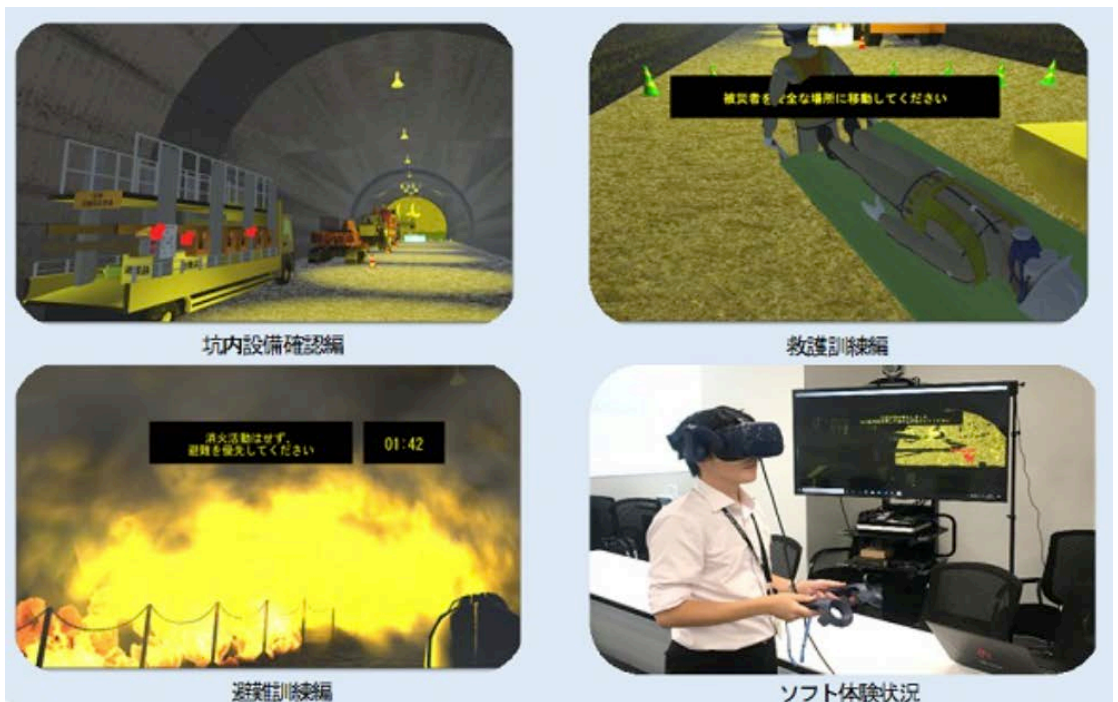 被災者を安全な場所に移動してください
坑内設備確認編
救護訓練編
消火活動はせず、
避難を優先してください
01:42
避難訓練編
ソフト体験状況